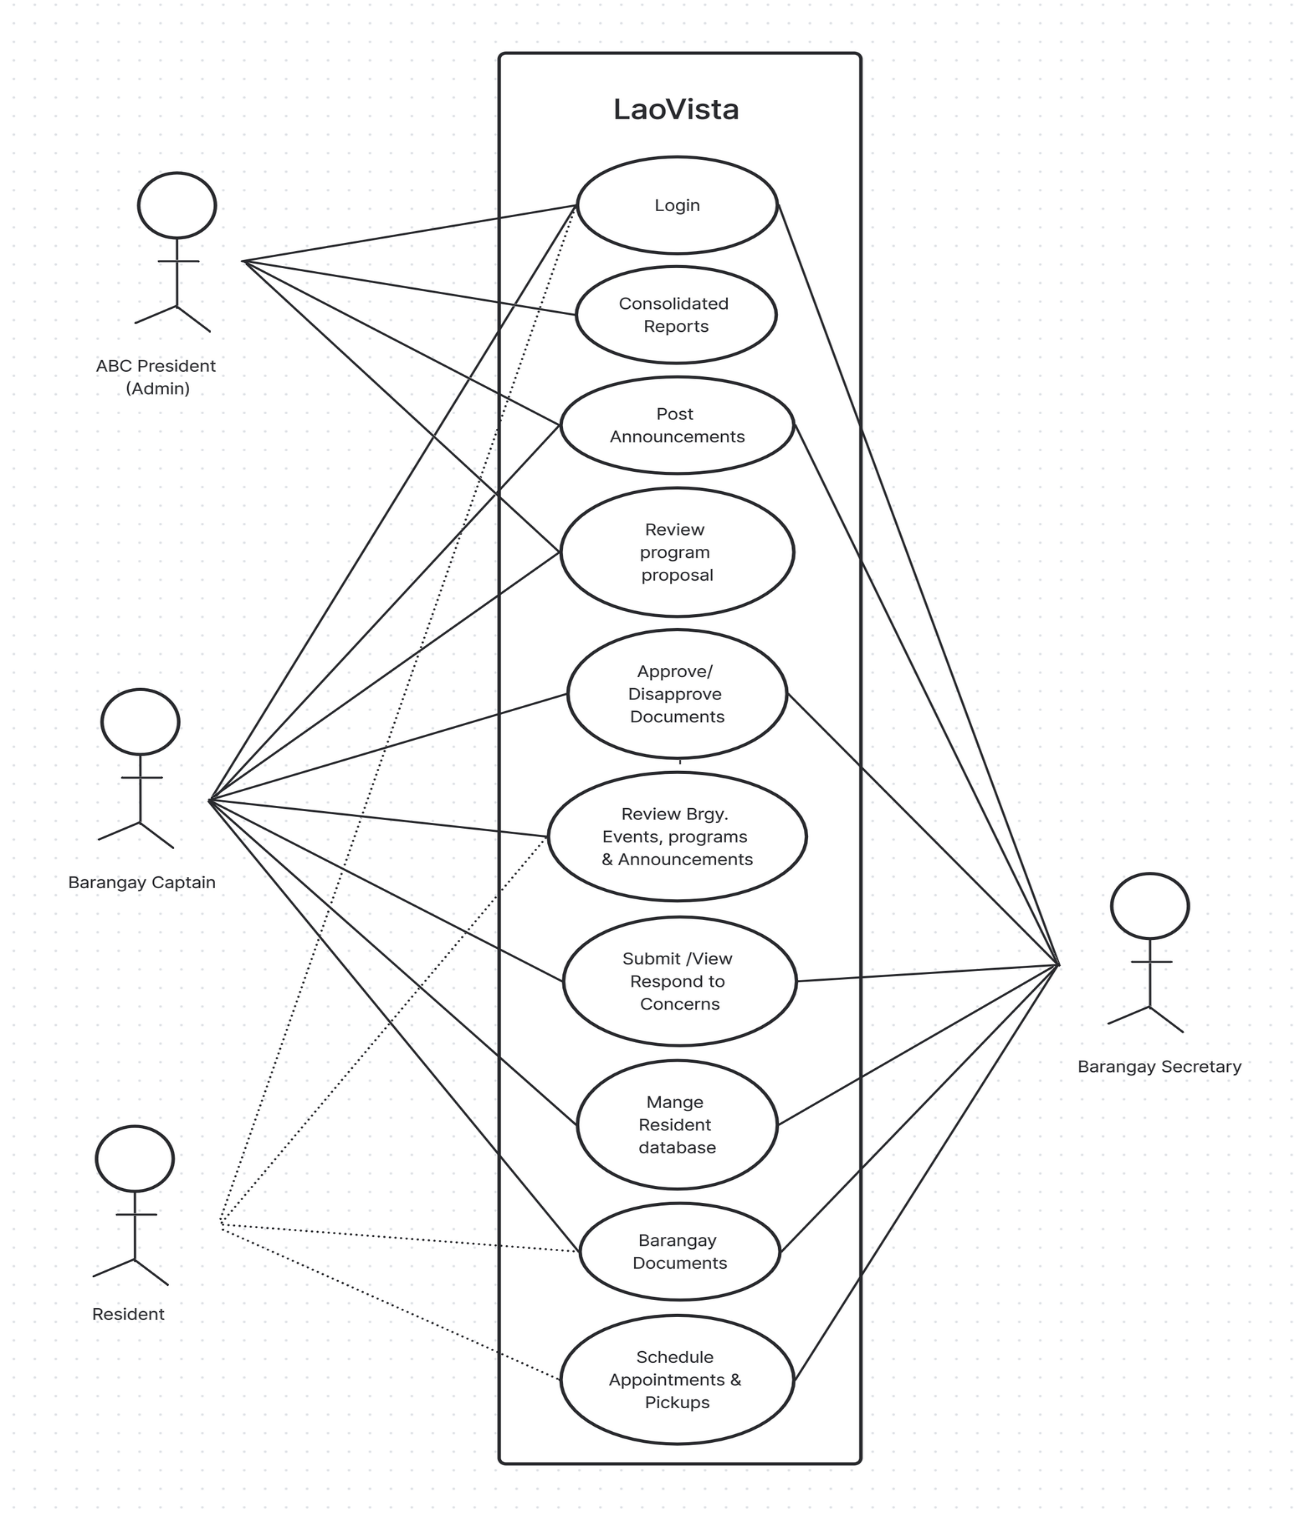 LaoVista
Login
Consolidated
Reports
ABC President
(Admin)
Post
Announcements
Review
program
proposal
Approve/
Disapprove
Documents
Review Brgy.
Events, programs
& Announcements
Barangay Captain
Submit /View
Respond to
Concerns
Barangay Secretary
Mange
Resident
database
Barangay
Documents
Resident
Schedule
Appointments &
Pickups